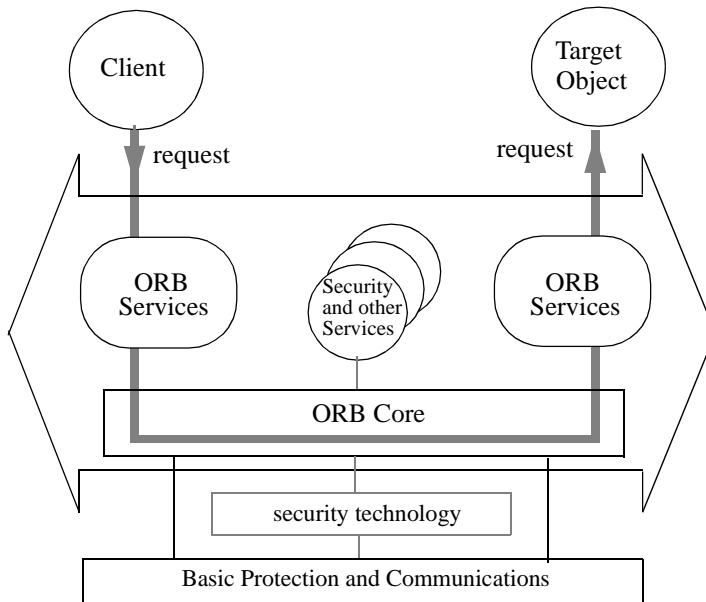 Client
Target
Object
request
request
ORB
Services
Security
and other
Services
ORB
Services
ORB Core
security technology
Basic Protection and Communications